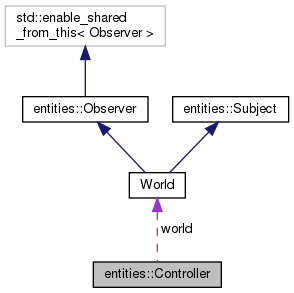 std::enable_shared
_from_this< Observer >
entities::Observer
entities::Subject
World
world
entities::Controller